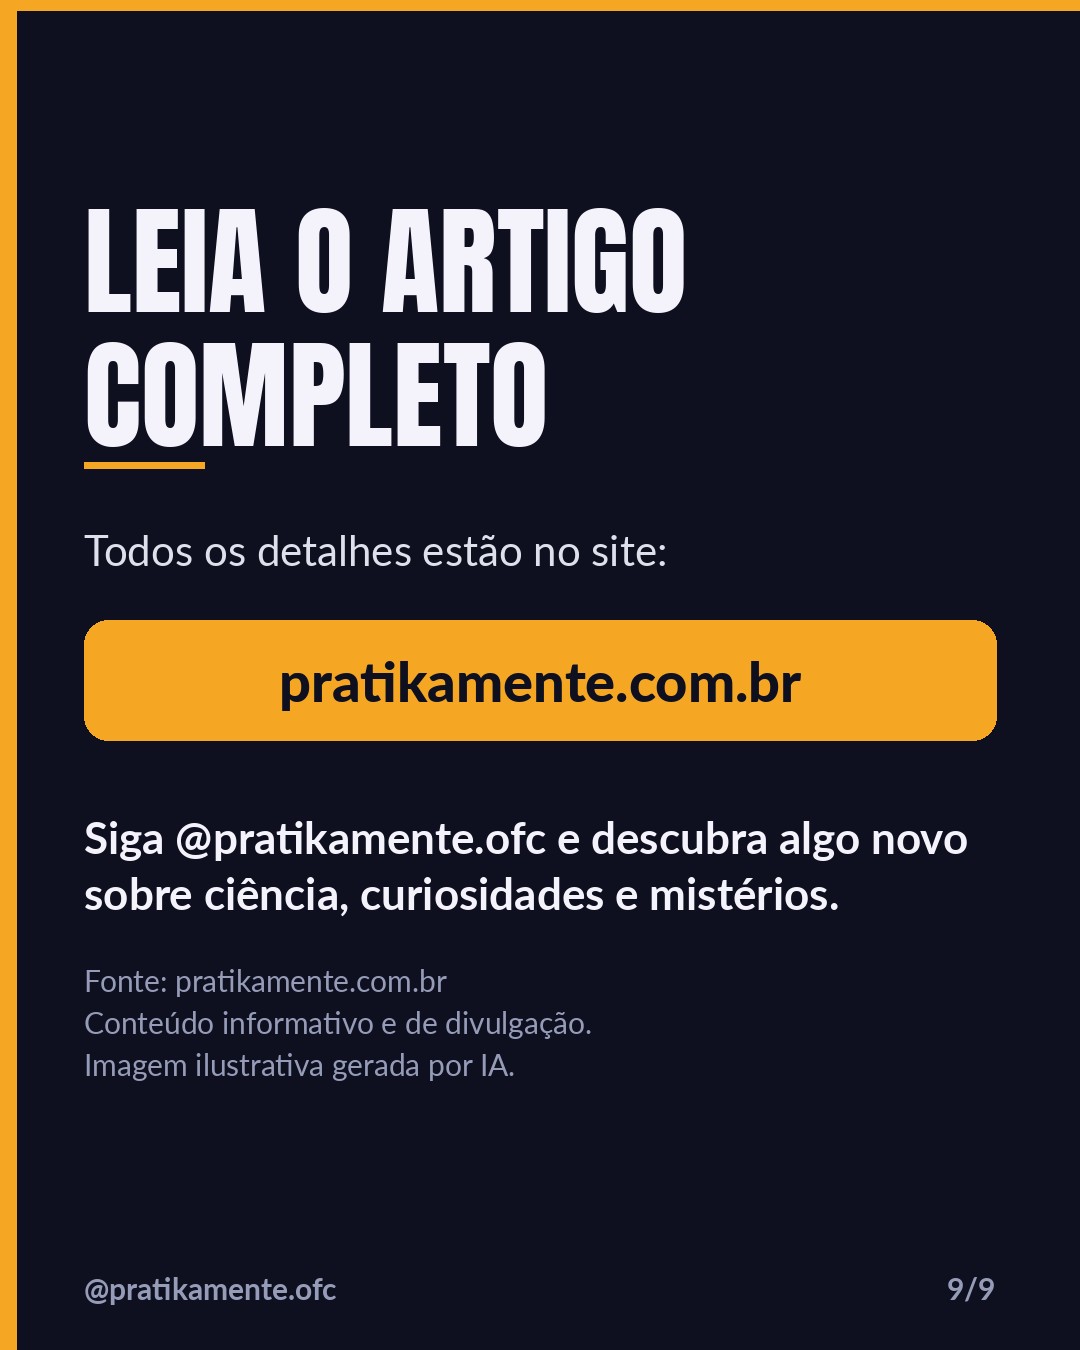 LEIA O ARTIGO
COMPLETO
Todos os detalhes estão no site:
pratikamente.com.br
Siga @pratikamente.ofc e descubra algo novo
sobre ciência, curiosidades e mistérios.
Fonte: pratikamente.com.br
Conteúdo informativo e de divulgação.
Imagem ilustrativa gerada por IA.
@pratikamente.ofc
9/9